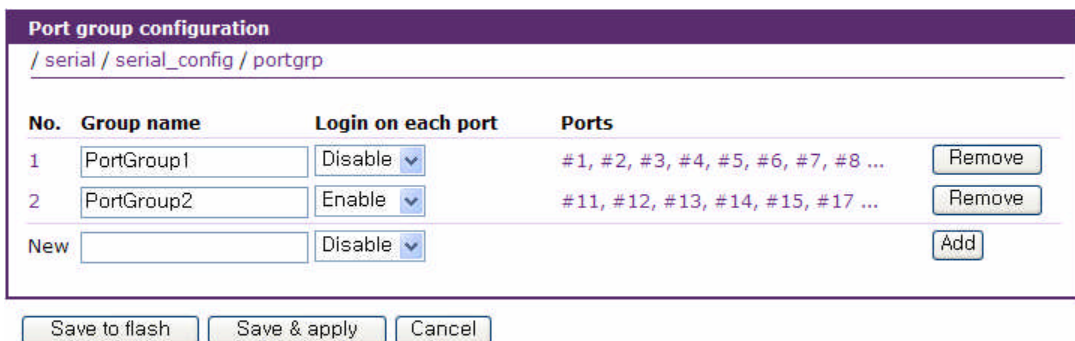 Port group configuration
/ serial / serial_config / portgrp
No. Group name Login on each port Ports
1 PortGroup1 Disable #1, #2, #3, #4, #5, #6, #7, #8 ... Remove
2 PortGroup2 Enable #11, #12, #13, #14, #15, #17 ... Remove
New Disable Add
Save to flash Save & apply Cancel